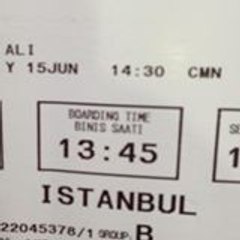 ALI
Y 15JUN 14:30 CMN
BOARDING TIME
BINIS SAATI
13:45
ISTANBUL
22045378/1 GROUP. B